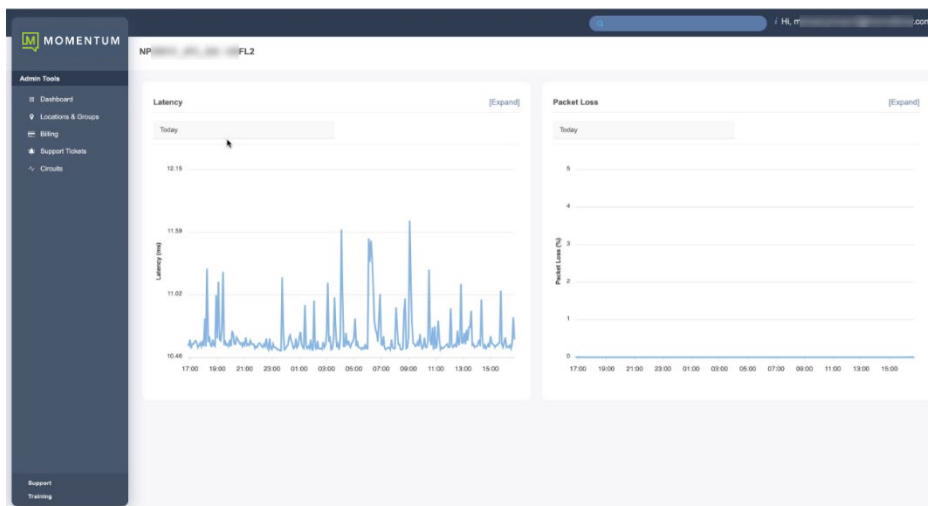 Hi,
.com
M MOMENTUM
NP
FL2
Admin Tools
Dashboard
Locations & Groups
Billing
Support Tickets
Circuits
Support
Training
Latency
[Expand]
Today
12.15
11.59
11.02
10.46
Latency (ms)
17:00 19:00 21:00 23:00 01:00 03:00 05:00 07:00 09:00 11:00 13:00 15:00
Packet Loss
[Expand]
Today
5
4
3
2
1
0
Packet Loss (%)
17:00 19:00 21:00 23:00 01:00 03:00 05:00 07:00 09:00 11:00 13:00 15:00